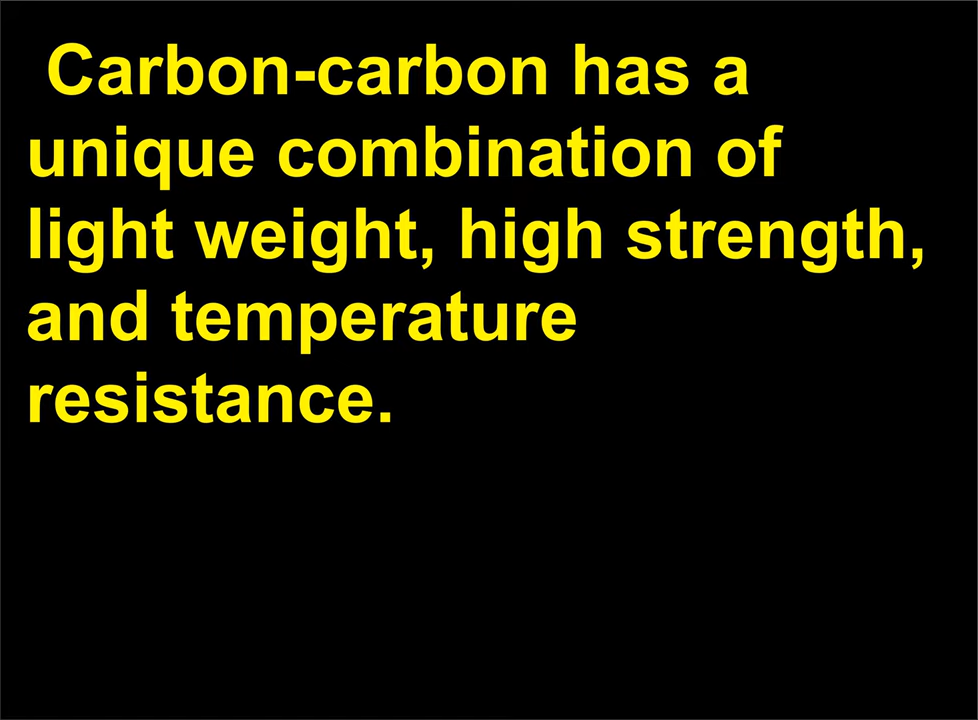 Carbon-carbon has a
unique combination of
light weight, high strength,
and temperature
resistance.